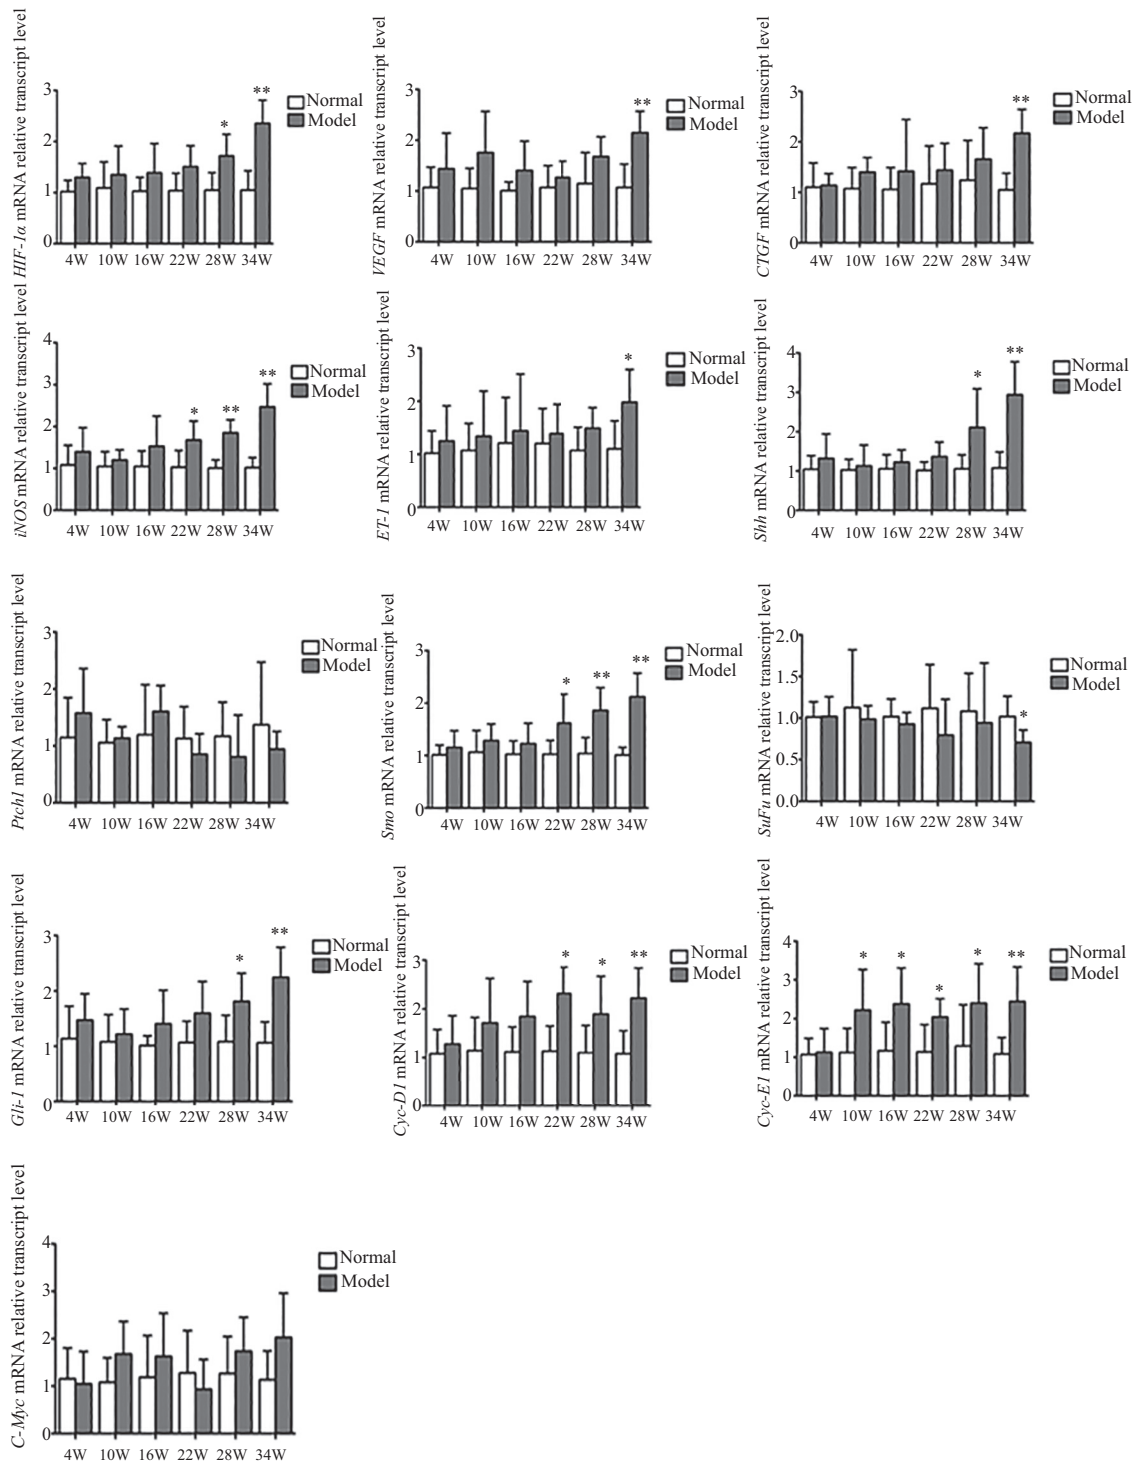 HIF-1α mRNA relative transcript level
3
2
1
0
* **
4W 10W 16W 22W 28W 34W
Normal
Model
VEGF mRNA relative transcript level
3
2
1
0
**
4W 10W 16W 22W 28W 34W
Normal
Model
CTGF mRNA relative transcript level
3
2
1
0
**
4W 10W 16W 22W 28W 34W
Normal
Model
iNOS mRNA relative transcript level
4
3
2
1
0
* ** **
4W 10W 16W 22W 28W 34W
Normal
Model
ET-1 mRNA relative transcript level
3
2
1
0
*
4W 10W 16W 22W 28W 34W
Normal
Model
Shh mRNA relative transcript level
4
3
2
1
0
* **
4W 10W 16W 22W 28W 34W
Normal
Model
Ptch1 mRNA relative transcript level
3
2
1
0
4W 10W 16W 22W 28W 34W
Normal
Model
Smo mRNA relative transcript level
3
2
1
0
* ** **
4W 10W 16W 22W 28W 34W
Normal
Model
SuFu mRNA relative transcript level
2.0
1.5
1.0
0.5
0.0
*
4W 10W 16W 22W 28W 34W
Normal
Model
Gli-1 mRNA relative transcript level
3
2
1
0
* **
4W 10W 16W 22W 28W 34W
Normal
Model
Cyc-D1 mRNA relative transcript level
3
2
1
0
* * **
4W 10W 16W 22W 28W 34W
Normal
Model
Cyc-E1 mRNA relative transcript level
4
3
2
1
0
* * * * **
4W 10W 16W 22W 28W 34W
Normal
Model
C-Myc mRNA relative transcript level
4
3
2
1
0
4W 10W 16W 22W 28W 34W
Normal
Model